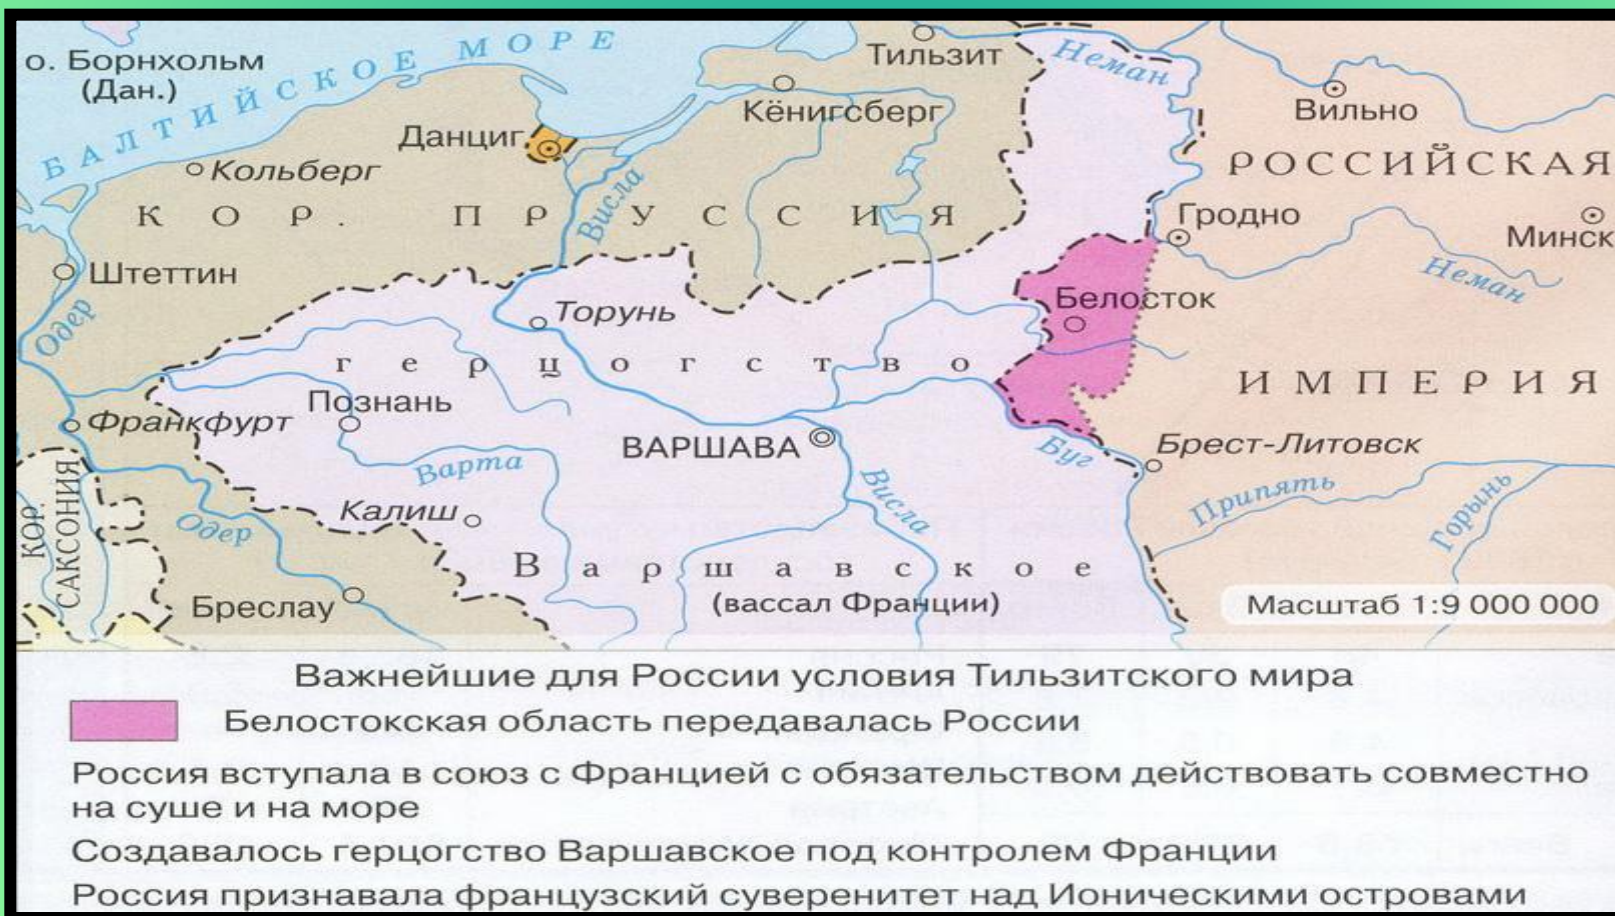 БАЛТИЙСКОЕ МОРЕ
о. Борнхольм
(Дан.)
Тильзит
Неман
Кёнигсберг
Вильно
Данциг
Кольберг
РОССИЙСКАЯ
Висла
КОР. ПРУССИЯ
Гродно
Минск
Штеттин
Неман
Белосток
Торунь
Одер
герцогство
ИМПЕРИЯ
Познань
Франкфурт
ВАРШАВА
Буг
Брест-Литовск
Варта
Висла
Припять
Горынь
КОР.
САКСОНИЯ
Калиш
Одер
Варшавское
(вассал Франции)
Бреслау
Масштаб 1:9 000 000
Важнейшие для России условия Тильзитского мира
Белостокская область передавалась России
Россия вступала в союз с Францией с обязательством действовать совместно
на суше и на море
Создавалось герцогство Варшавское под контролем Франции
Россия признавала французский суверенитет над Ионическими островами